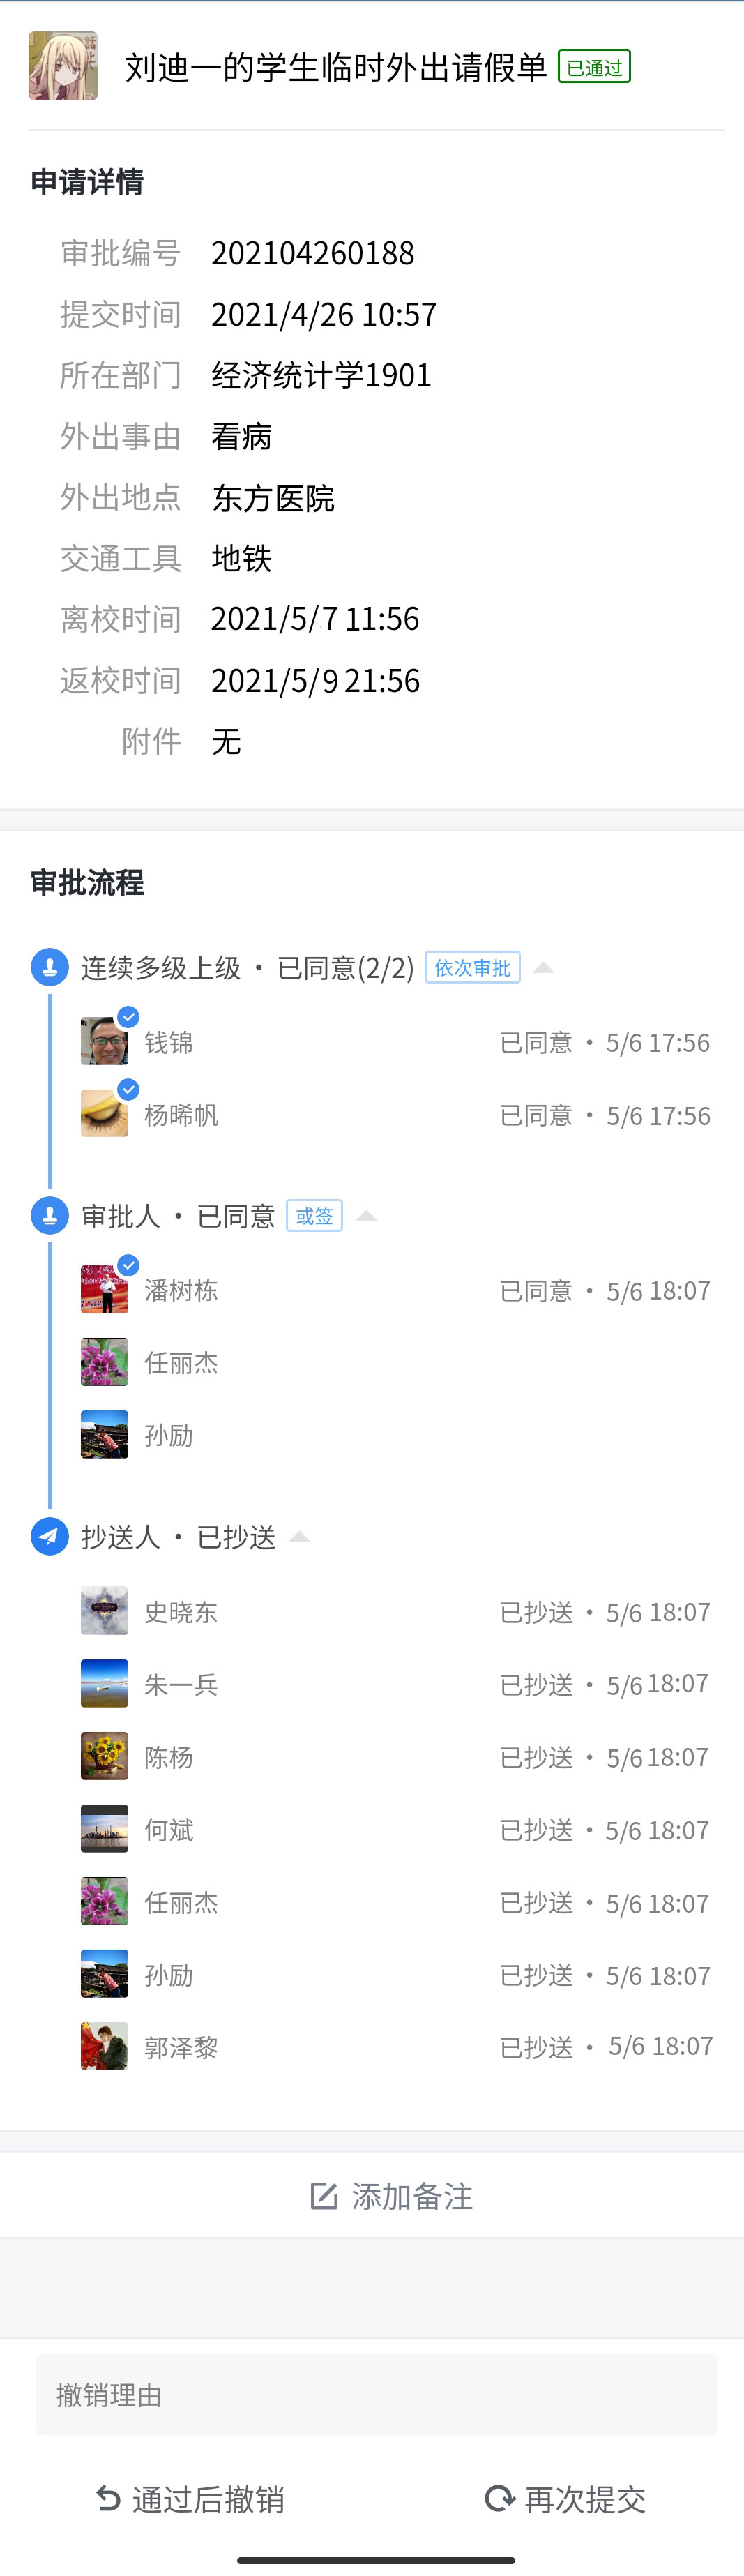 刘迪一的学生临时外出请假单 已通过
申请详情
审批编号 202104260188
提交时间 2021/4/26 10:57
所在部门 经济统计学1901
外出事由 看病
外出地点 东方医院
交通工具 地铁
离校时间 2021/5/7 11:56
返校时间 2021/5/9 21:56
附件 无
审批流程
连续多级上级・已同意(2/2) 依次审批
钱锦 已同意・5/6 17:56
杨晞帆 已同意・5/6 17:56
审批人・已同意 或签
潘树栋 已同意・5/6 18:07
任丽杰
孙励
抄送人・已抄送
史晓东 已抄送・5/6 18:07
朱一兵 已抄送・5/6 18:07
陈杨 已抄送・5/6 18:07
何斌 已抄送・5/6 18:07
任丽杰 已抄送・5/6 18:07
孙励 已抄送・5/6 18:07
郭泽黎 已抄送・5/6 18:07
添加备注
撤销理由
通过后撤销 再次提交